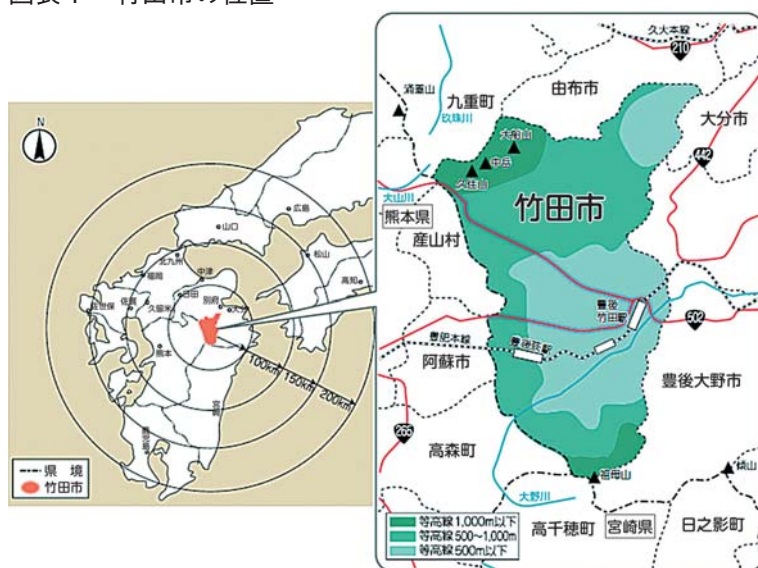 図表1 竹田市の位置
N
広島
山口
北九州
松山
福岡
中津
高知
佐世保
佐賀
久留米
日田
別府
大分
熊本
100km
150km
200km
宮崎
鹿児島
県境
竹田市
久大本線
210
涌蓋山
九重町
由布市
玖珠川
大分市
大船山
中岳
442
久住山
大山川
竹田市
熊本県
産山村
豊後竹田駅
502
豊肥本線
豊後荻駅
阿蘇市
豊後大野市
265
高森町
祖母山
傾山
大野川
高千穂町
宮崎県
日之影町
等高線1,000m以下
等高線500～1,000m
等高線500m以下